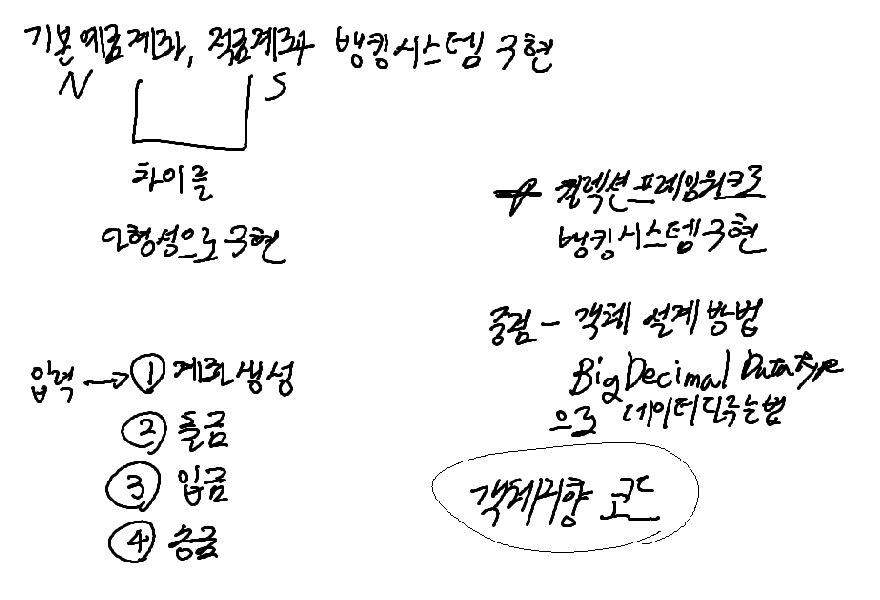 기본예금계좌, 적금계좌 뱅킹시스템 구현
N S
차이를
다형성으로 구현
컬렉션프레임워크로
뱅킹시스템구현
중점 - 객체 설계 방법
BigDecimal DataType
으로 데이터다루는법
입력 → ① 계좌생성
② 출금
③ 입금
④ 송금
객체지향 코드